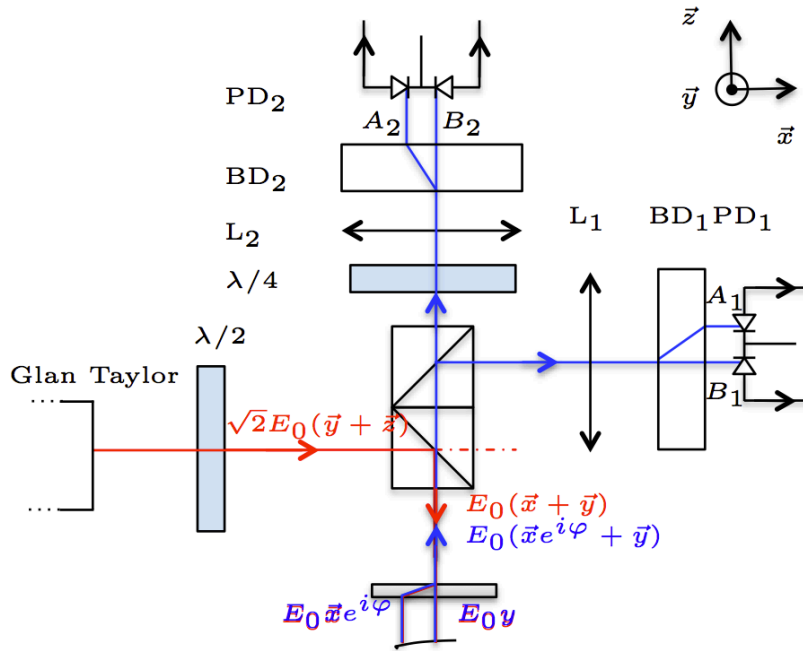 z⃗
PD₂
A₂ B₂
y⃗
x⃗
BD₂
L₂
L₁ BD₁PD₁
λ/4
A₁
λ/2
Glan Taylor
B₁
√2E₀(y⃗ + z⃗)
E₀(x⃗ + y⃗)
E₀(x⃗e^{iφ} + y⃗)
E₀x⃗e^{iφ} E₀y